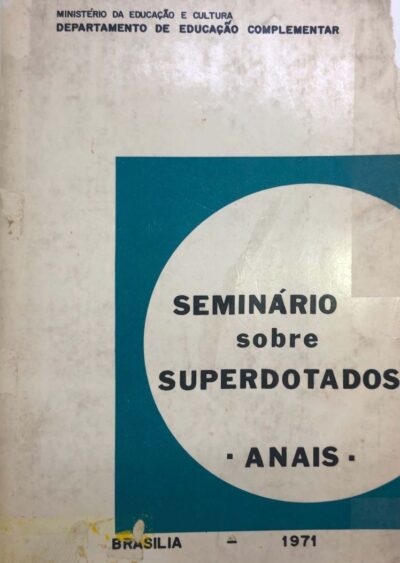 MINISTÉRIO DA EDUCAÇÃO E CULTURA
DEPARTAMENTO DE EDUCAÇÃO COMPLEMENTAR
SEMINÁRIO
sobre
SUPERDOTADOS
· ANAIS ·
BRASILIA – 1971